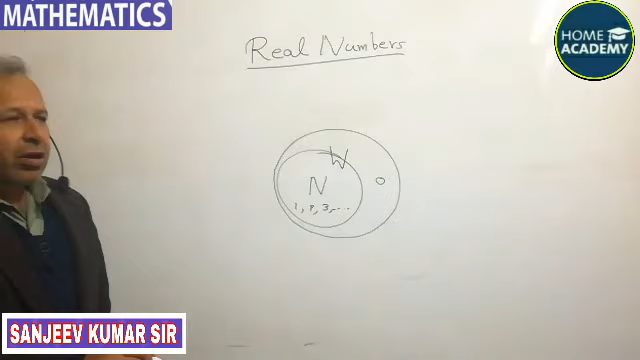 MATHEMATICS
HOME
ACADEMY
Real Numbers
W
N
0
1, 2, 3, ...
SANJEEV KUMAR SIR